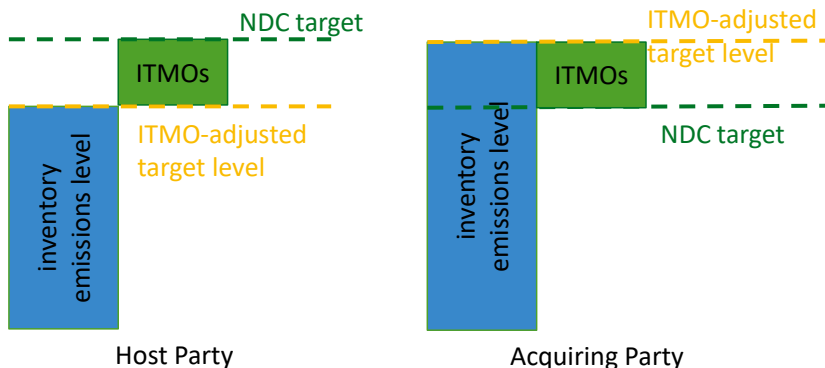 NDC target
ITMOs
ITMO-adjusted
target level
inventory
emissions level
Host Party
ITMO-adjusted
target level
ITMOs
NDC target
inventory
emissions level
Acquiring Party